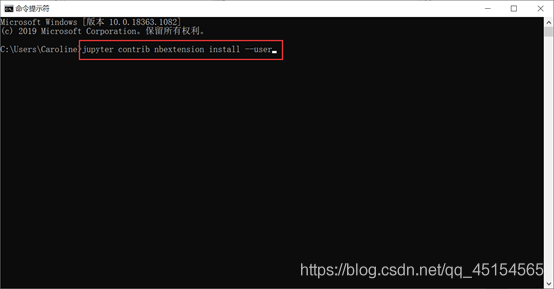 命令提示符
Microsoft Windows [版本 10.0.18363.1082]
(c) 2019 Microsoft Corporation。保留所有权利。
C:\Users\Caroline>jupyter contrib nbextension install --user
https://blog.csdn.net/qq_45154565